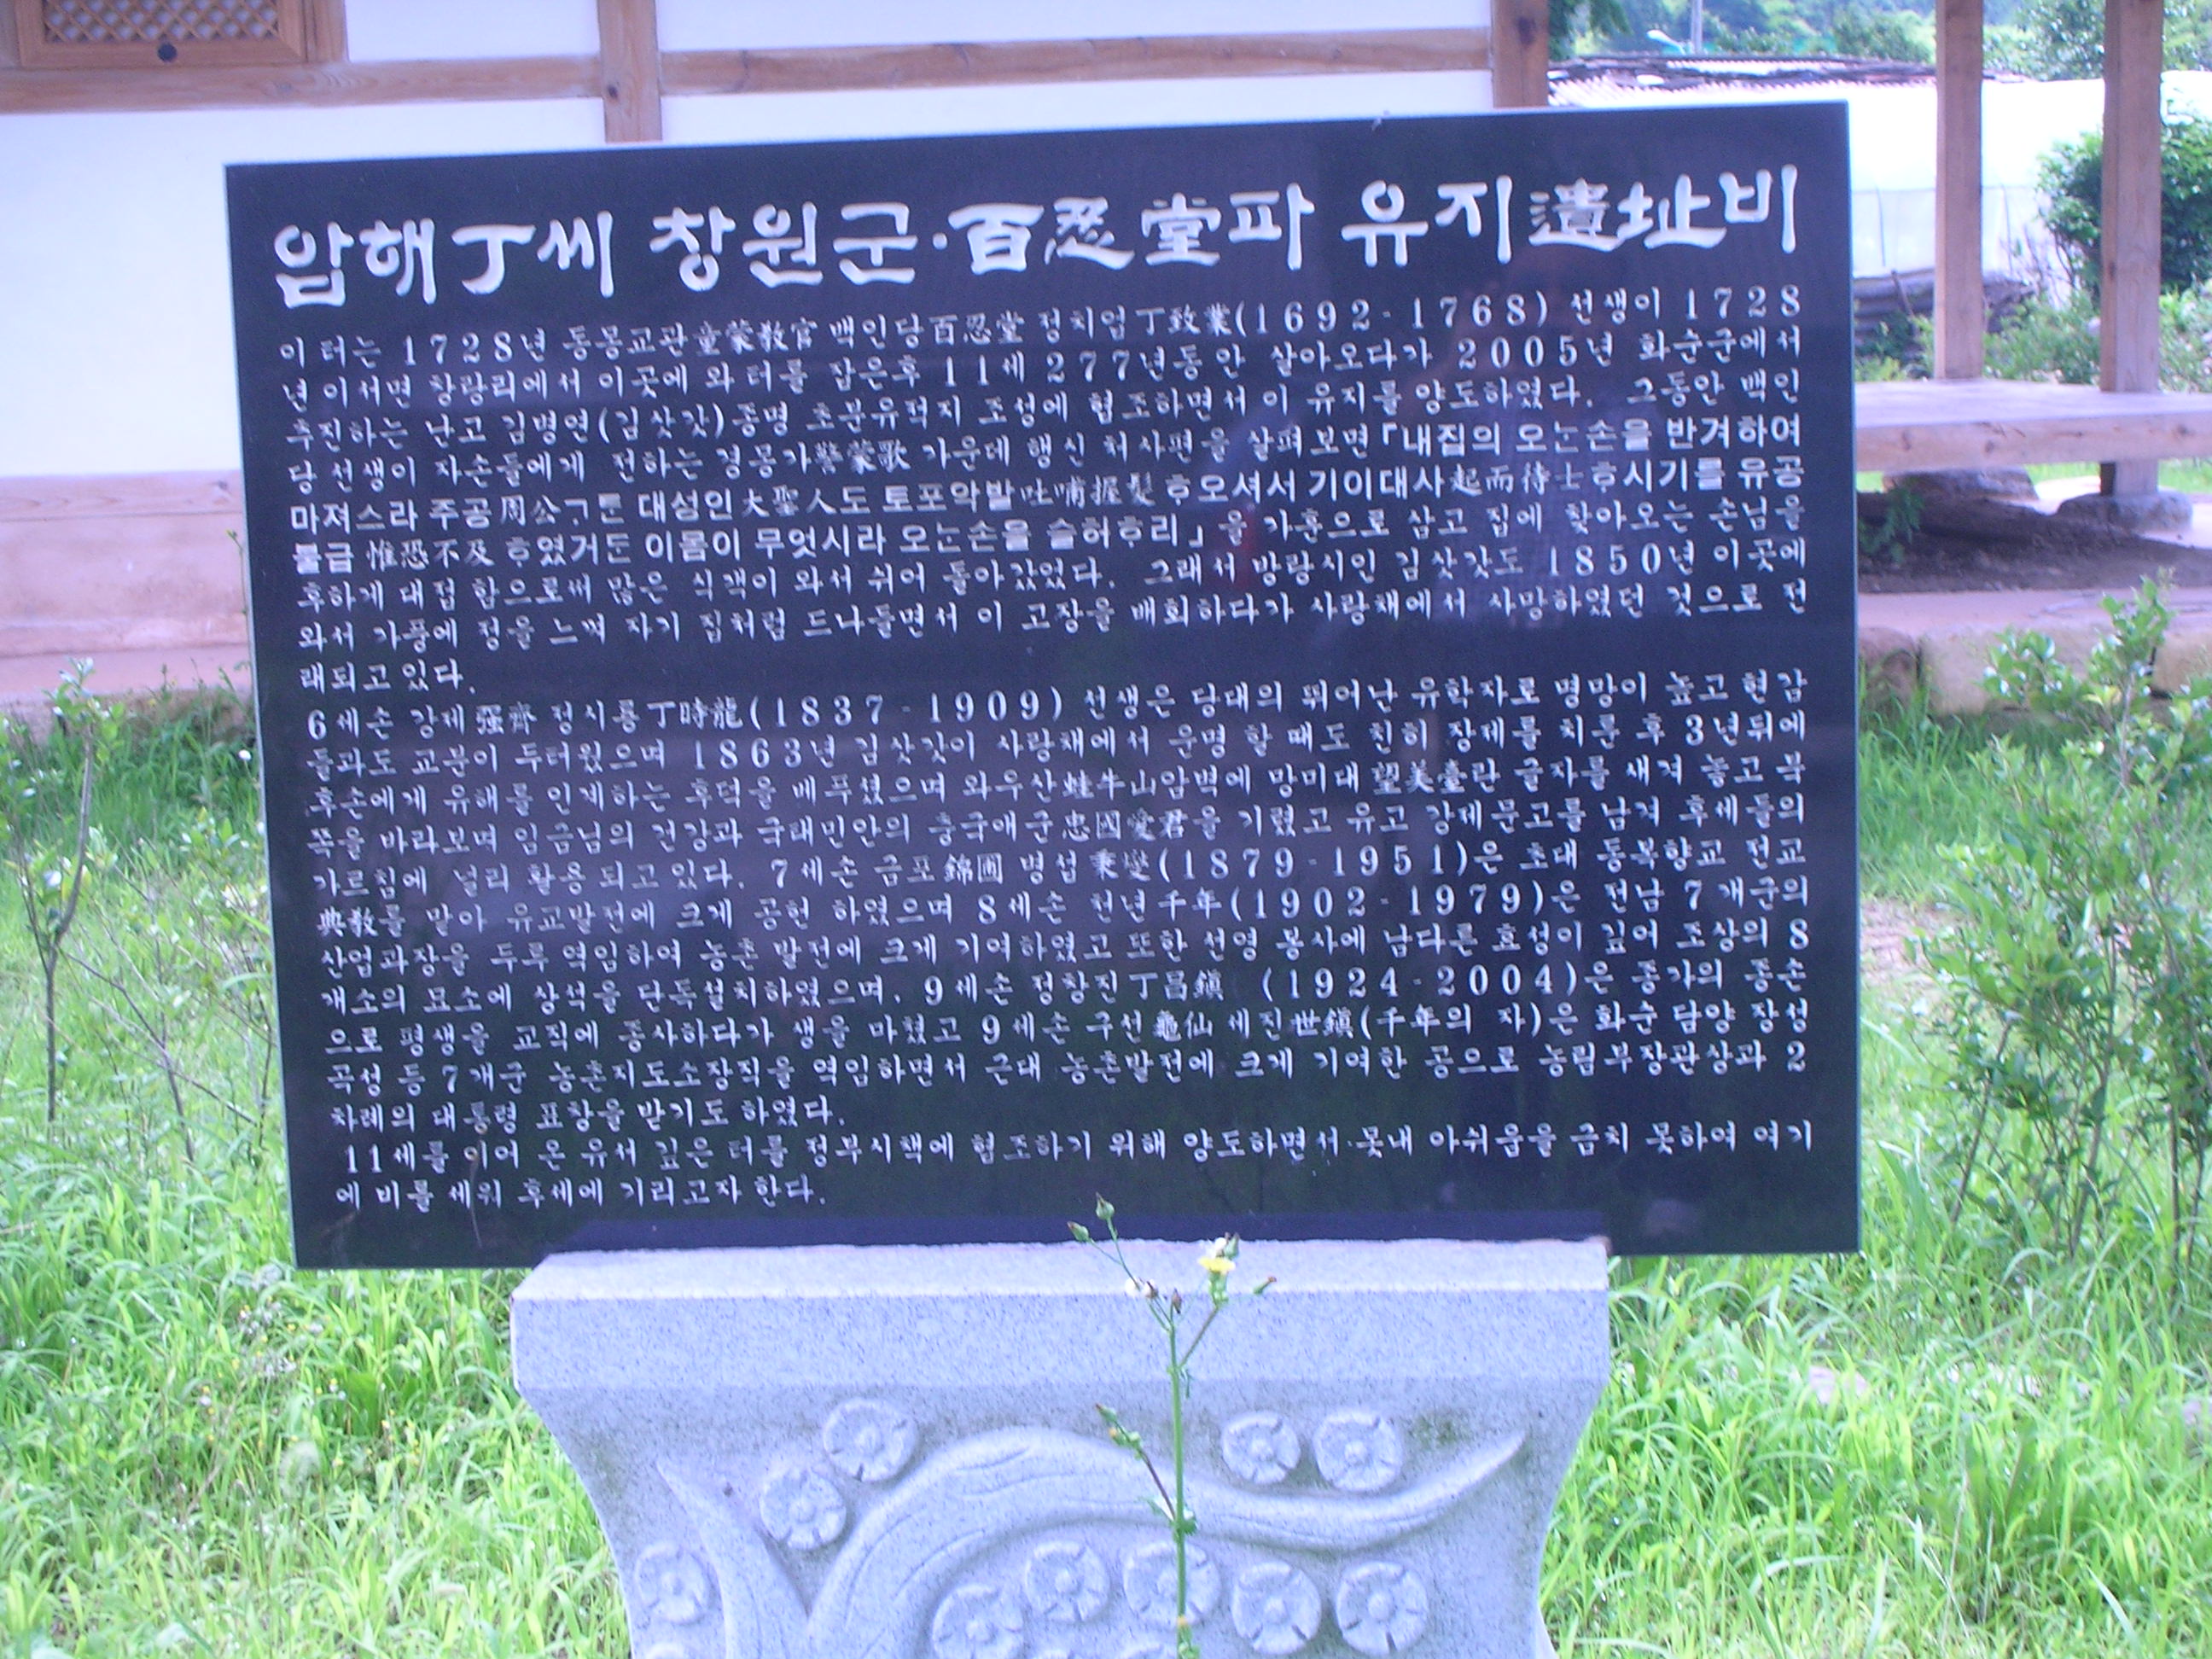 압해丁씨 창원군·百忍堂파 유지遺址비
이 터는 1728년 동몽교관童蒙敎官 백인당百忍堂 정치업丁致業(1692-1768) 선생이 1728
년 이서면 창랑리에서 이곳에 와 터를 잡은후 11세 277년동안 살아오다가 2005년 화순군에서
추진하는 난고 김병연(김삿갓)종명 초분유적지 조성에 협조하면서 이 유지를 양도하였다. 그동안 백인
당 선생이 자손들에게 전하는 경몽가警蒙歌 가운데 행신 처사편을 살펴보면「내집의 오ᄂᆞᆫ손을 반겨하여
마져스라 주공周公ᄀᆞᄐᆞᆫ 대성인大聖人도 토포악발吐哺握髮 ᄒᆞ오셔서 기이대사起而待士ᄒᆞ시기를 유공
불급 惟恐不及 ᄒᆞ였거든 이몸이 무엇시라 오ᄂᆞᆫ손을 슬허ᄒᆞ리」을 가훈으로 삼고 집에 찾아오는 손님을
후하게 대접 함으로써 많은 식객이 와서 쉬어 돌아갔었다. 그래서 방랑시인 김삿갓도 1850년 이곳에
와서 가풍에 정을 느껴 자기 집처럼 드나들면서 이 고장을 배회하다가 사랑채에서 사망하였던 것으로 전
래되고 있다.
6세손 강제 强齊 정시룡丁時龍(1837-1909) 선생은 당대의 뛰어난 유학자로 명망이 높고 현감
들과도 교분이 두터웠으며 1863년 김삿갓이 사랑채에서 운명 할 때도 친히 장제를 치룬 후 3년뒤에
후손에게 유해를 인계하는 후덕을 베푸셨으며 와우산蛙牛山암벽에 망미대 望美臺란 글자를 새겨 놓고 북
쪽을 바라보며 임금님의 건강과 국태민안의 충국애군忠國愛君을 기렸고 유고 강제문고를 남겨 후세들의
가르침에 널리 활용 되고 있다. 7세손 금포錦圃 병섭 秉燮(1879-1951)은 초대 동복향교 전교
典敎를 맡아 유교발전에 크게 공헌 하였으며 8세손 천년千年(1902-1979)은 전남 7개군의
산업과장을 두루 역임하여 농촌 발전에 크게 기여하였고 또한 선영 봉사에 남다른 효성이 깊어 조상의 8
개소의 묘소에 상석을 단독설치하였으며, 9세손 정창진丁昌鎭 (1924-2004)은 종가의 종손
으로 평생을 교직에 종사하다가 생을 마쳤고 9세손 구선龜仙 세진世鎭(千年의 자)은 화순 담양 장성
곡성 등 7개군 농촌지도소장직을 역임하면서 근대 농촌발전에 크게 기여한 공으로 농림부장관상과 2
차례의 대통령 표창을 받기도 하였다.
11세를 이어 온 유서 깊은 터를 정부시책에 협조하기 위해 양도하면서 못내 아쉬움을 금치 못하여 여기
에 비를 세워 후세에 기리고자 한다.